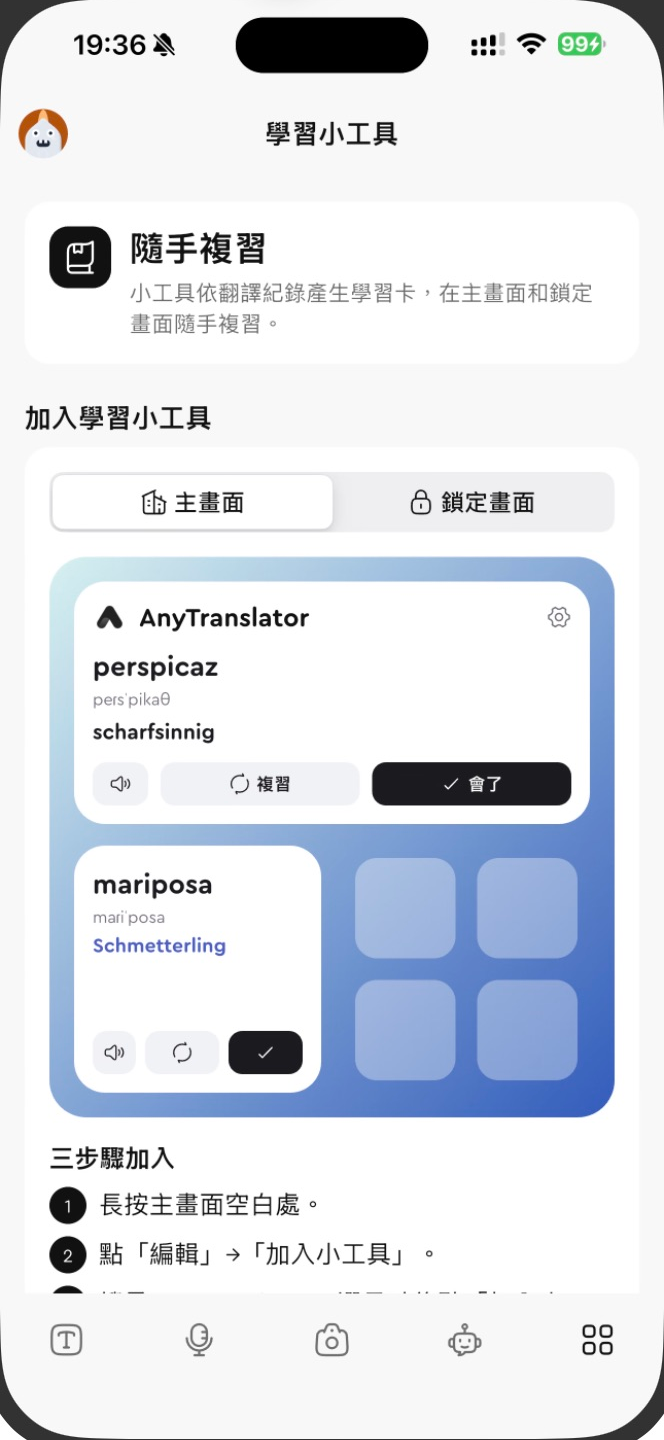 19:36
99
學習小工具
隨手複習
小工具依翻譯紀錄產生學習卡，在主畫面和鎖定
畫面隨手複習。
加入學習小工具
主畫面
鎖定畫面
AnyTranslator
perspicaz
persˈpikaθ
scharfsinnig
複習
會了
mariposa
maɾiˈposa
Schmetterling
三步驟加入
1 長按主畫面空白處。
2 點「編輯」→「加入小工具」。
T